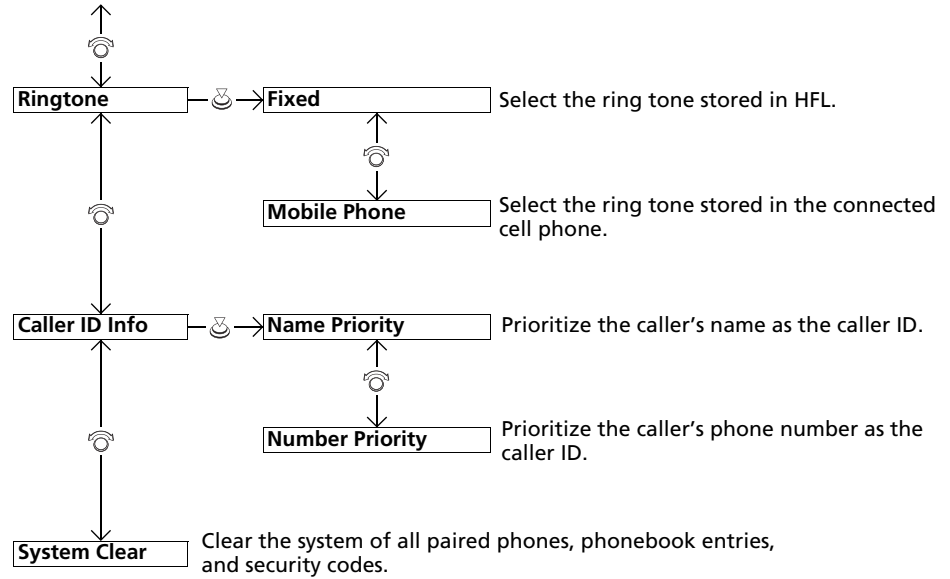 Ringtone
Fixed
Select the ring tone stored in HFL.
Mobile Phone
Select the ring tone stored in the connected
cell phone.
Caller ID Info
Name Priority
Prioritize the caller’s name as the caller ID.
Number Priority
Prioritize the caller’s phone number as the
caller ID.
System Clear
Clear the system of all paired phones, phonebook entries,
and security codes.